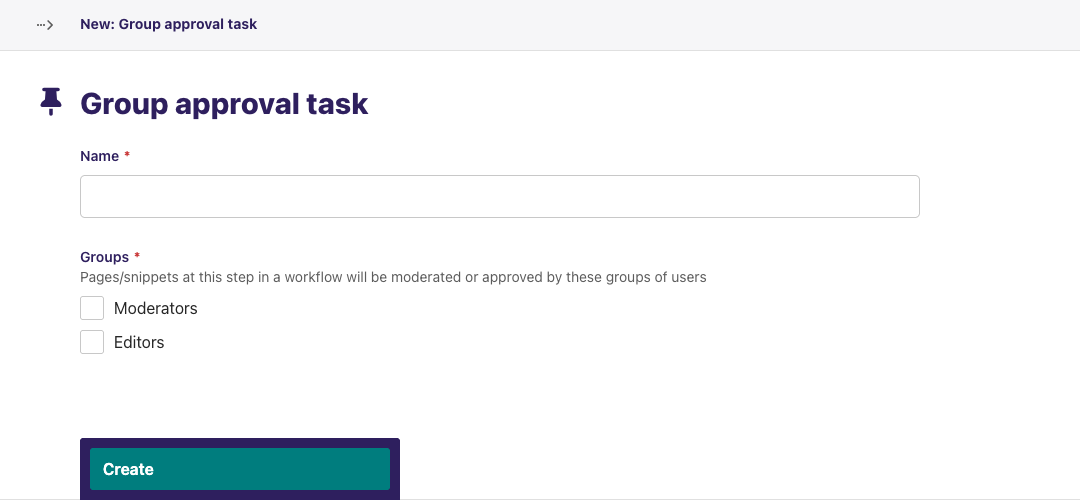 New: Group approval task
Group approval task
Name *
Groups *
Pages/snippets at this step in a workflow will be moderated or approved by these groups of users
Moderators
Editors
Create